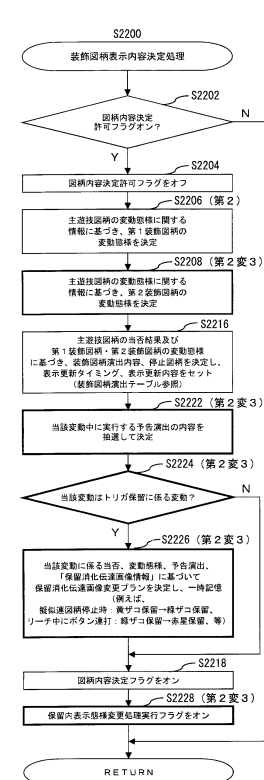 S2200
装飾図柄表示内容決定処理
S2202
図柄内容決定
許可フラグオン?
N
Y
S2204
図柄内容決定許可フラグをオフ
S2206(第2)
主遊技図柄の変動態様に関する
情報に基づき、第1装飾図柄の
変動態様を決定
S2208(第2変3)
主遊技図柄の変動態様に関する
情報に基づき、第2装飾図柄の
変動態様を決定
S2216
主遊技図柄の当否結果及び
第1装飾図柄・第2装飾図柄の変動態様
に基づき、装飾図柄演出内容、停止図柄を決定し、
表示更新タイミング、表示更新内容をセット
(装飾図柄演出テーブル参照)
S2222(第2変3)
当該変動中に実行する予告演出の内容を
抽選して決定
S2224(第2変3)
当該変動はトリガ保留に係る変動?
N
Y
S2226(第2変3)
当該変動に係る当否、変動態様、予告演出、
「保留消化伝達画像情報」に基づいて
保留消化伝達画像変更プランを決定し、一時記憶
(例えば、
擬似連図柄停止時:黄ザコ保留→緑ザコ保留、
リーチ中にボタン連打:緑ザコ保留→赤星保留、等)
S2218
図柄内容決定フラグをオン
S2228(第2変3)
保留内表示態様変更処理実行フラグをオン
RETURN